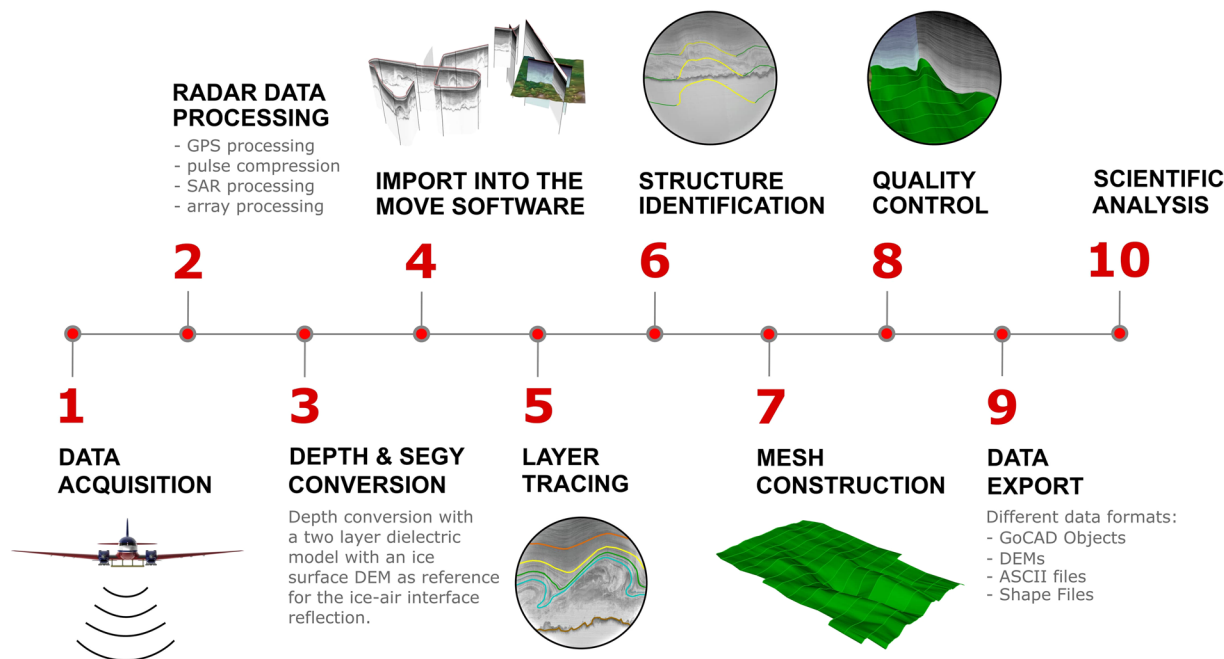 1
DATA
ACQUISITION
RADAR DATA
PROCESSING
- GPS processing
- pulse compression
- SAR processing
- array processing
2
3
DEPTH & SEGY
CONVERSION
Depth conversion with
a two layer dielectric
model with an ice
surface DEM as reference
for the ice-air interface
reflection.
IMPORT INTO THE
MOVE SOFTWARE
4
5
LAYER
TRACING
STRUCTURE
IDENTIFICATION
6
7
MESH
CONSTRUCTION
QUALITY
CONTROL
8
9
DATA
EXPORT
Different data formats:
- GoCAD Objects
- DEMs
- ASCII files
- Shape Files
SCIENTIFIC
ANALYSIS
10